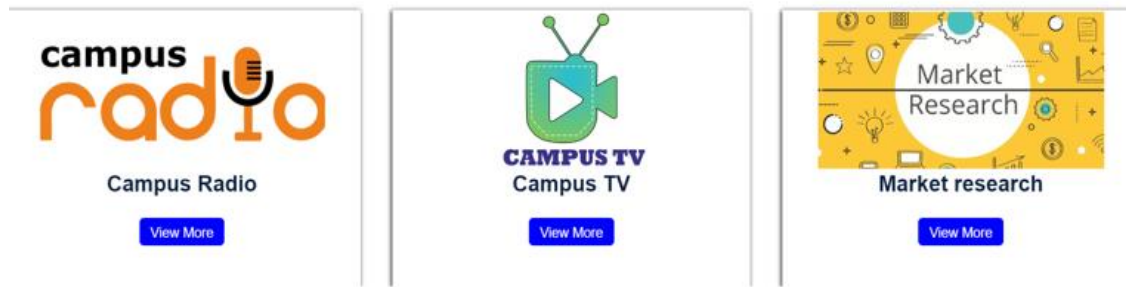 campus
radio
Campus Radio
View More
CAMPUS TV
Campus TV
View More
Market
Research
Market research
View More